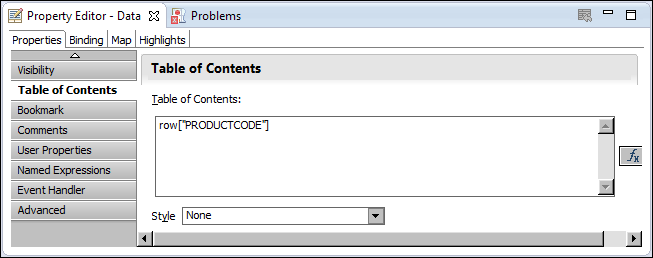 Property Editor - Data Problems
Properties Binding Map Highlights
Visibility
Table of Contents
Bookmark
Comments
User Properties
Named Expressions
Event Handler
Advanced
Table of Contents
Table of Contents:
row["PRODUCTCODE"]
fx
Style None